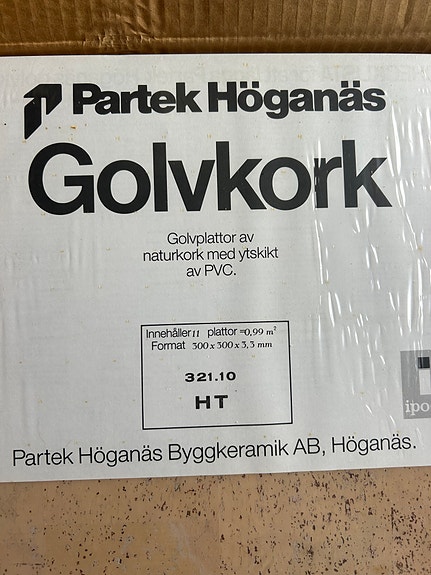 Partek Höganäs
Golvkork
Golvplattor av
naturkork med ytskikt
av PVC.
Innehåller 11 plattor =0,99 m²
Format 300 x 300 x 3,3 mm
321.10
HT
Partek Höganäs Byggkeramik AB, Höganäs.